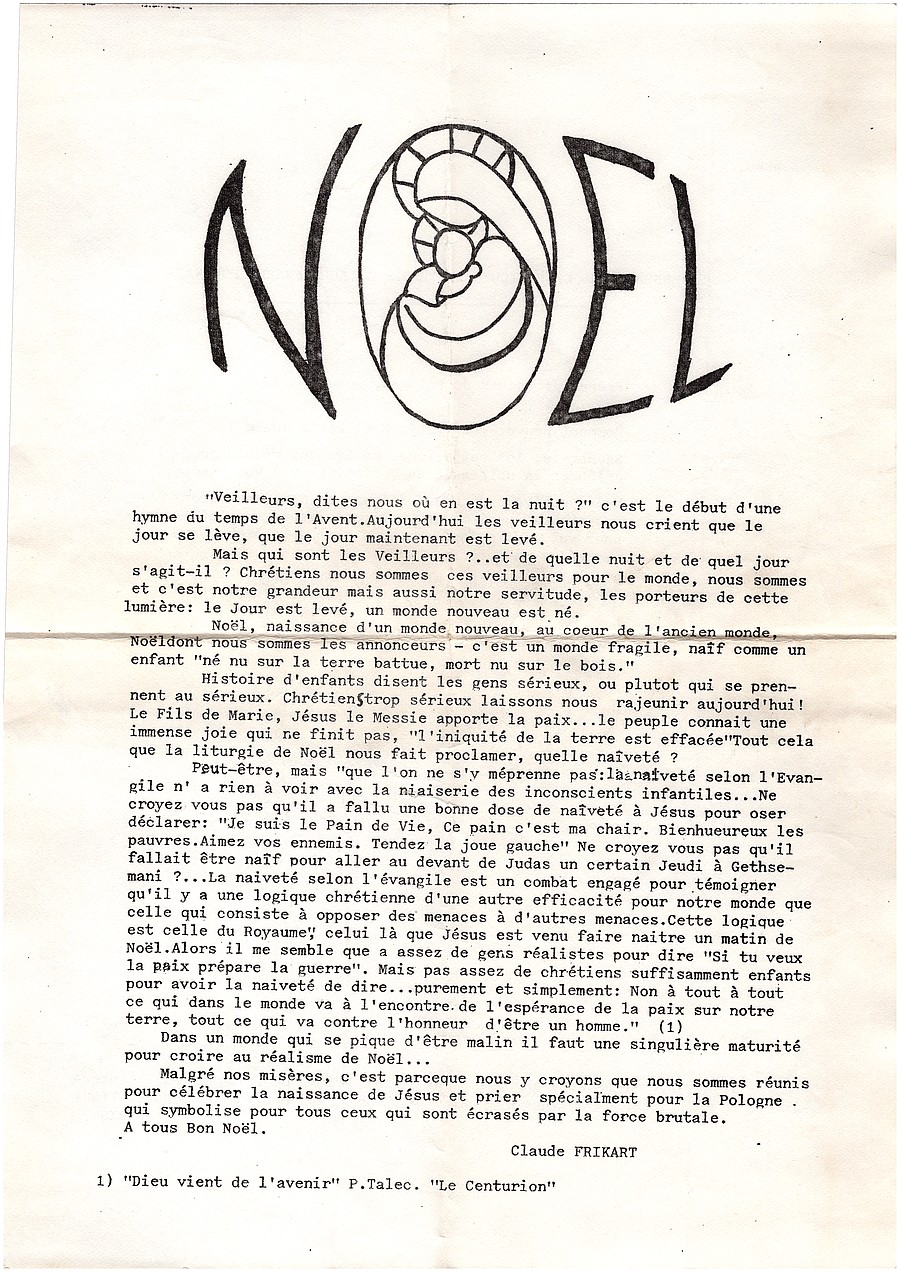 NOEL
"Veilleurs, dites nous où en est la nuit ?" c'est le début d'une
hymne du temps de l'Avent.Aujourd'hui les veilleurs nous crient que le
jour se lève, que le jour maintenant est levé.
Mais qui sont les Veilleurs ?..et de quelle nuit et de quel jour
s'agit-il ? Chrétiens nous sommes ces veilleurs pour le monde, nous sommes
et c'est notre grandeur mais aussi notre servitude, les porteurs de cette
lumière: le Jour est levé, un monde nouveau est né.
Noël, naissance d'un monde nouveau, au coeur de l'ancien monde,
Noëldont nous sommes les annonceurs - c'est un monde fragile, naîf comme un
enfant "né nu sur la terre battue, mort nu sur le bois."
Histoire d'enfants disent les gens sérieux, ou plutot qui se pren-
nent au sérieux. Chrétienstrop sérieux laissons nous rajeunir aujourd'hui!
Le Fils de Marie, Jésus le Messie apporte la paix...le peuple connait une
immense joie qui ne finit pas, "l'iniquité de la terre est effacée"Tout cela
que la liturgie de Noël nous fait proclamer, quelle naîveté ?
Peut-être, mais "que l'on ne s'y méprenne pas:la naîveté selon l'Evan-
gile n' a rien à voir avec la niaiserie des inconscients infantiles...Ne
croyez vous pas qu'il a fallu une bonne dose de naîveté à Jésus pour oser
déclarer: "Je suis le Pain de Vie, Ce pain c'est ma chair. Bienhueureux les
pauvres.Aimez vos ennemis. Tendez la joue gauche" Ne croyez vous pas qu'il
fallait être naîf pour aller au devant de Judas un certain Jeudi à Gethse-
mani ?...La naiveté selon l'évangile est un combat engagé pour témoigner
qu'il y a une logique chrétienne d'une autre efficacité pour notre monde que
celle qui consiste à opposer des menaces à d'autres menaces.Cette logique
est celle du Royaume, celui là que Jésus est venu faire naitre un matin de
Noël.Alors il me semble que a assez de gens réalistes pour dire "Si tu veux
la paix prépare la guerre". Mais pas assez de chrétiens suffisamment enfants
pour avoir la naiveté de dire...purement et simplement: Non à tout à tout
ce qui dans le monde va à l'encontre de l'espérance de la paix sur notre
terre, tout ce qui va contre l'honneur d'être un homme." (1)
Dans un monde qui se pique d'être malin il faut une singulière maturité
pour croire au réalisme de Noël...
Malgré nos misères, c'est parceque nous y croyons que nous sommes réunis
pour célébrer la naissance de Jésus et prier spécialment pour la Pologne .
qui symbolise pour tous ceux qui sont écrasés par la force brutale.
A tous Bon Noël.
Claude FRIKART
1) "Dieu vient de l'avenir" P.Talec. "Le Centurion"